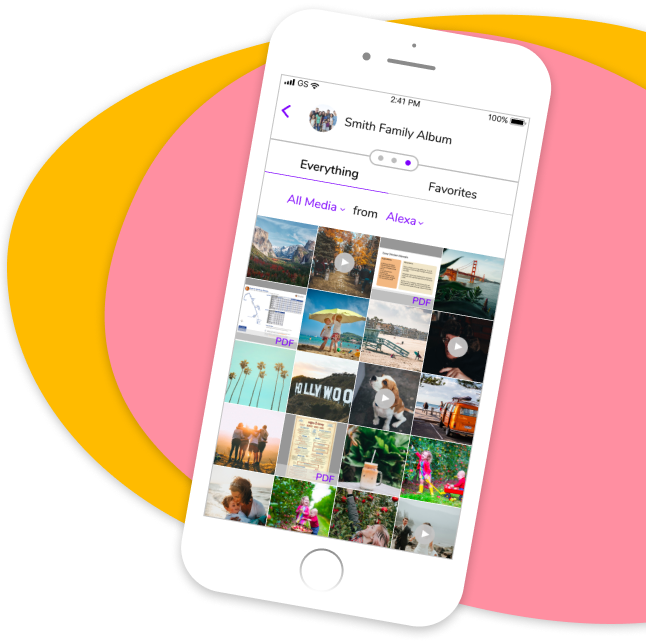 GS
2:41 PM
100%
Smith Family Album
Everything
Favorites
All Media from Alexa
PDF
PDF
HOLLYWOO
PDF